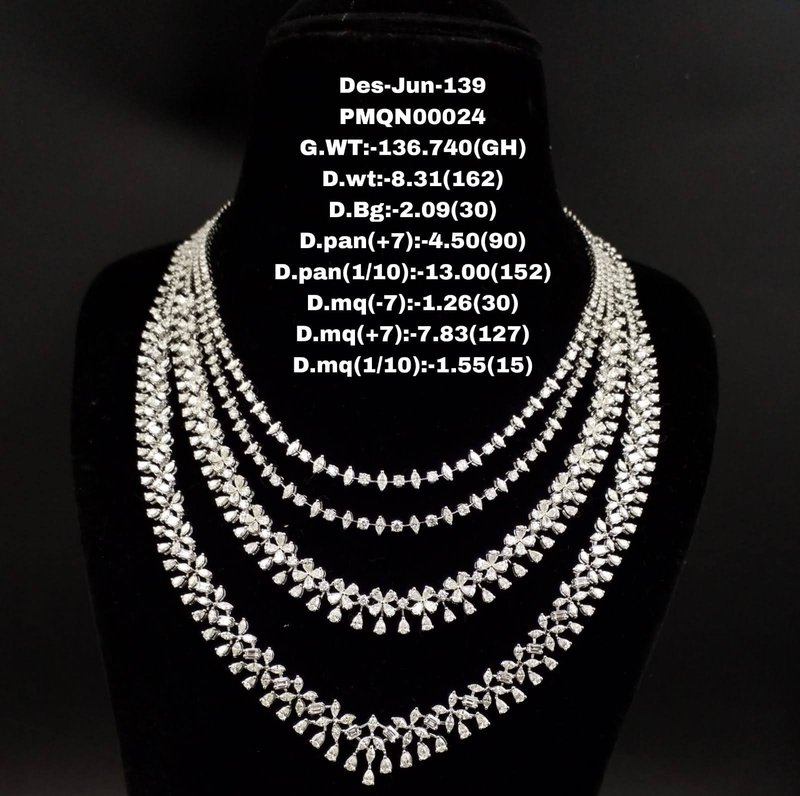 Des-Jun-139
PMQN00024
G.WT:-136.740(GH)
D.wt:-8.31(162)
D.Bg:-2.09(30)
D.pan(+7):-4.50(90)
D.pan(1/10):-13.00(152)
D.mq(-7):-1.26(30)
D.mq(+7):-7.83(127)
D.mq(1/10):-1.55(15)